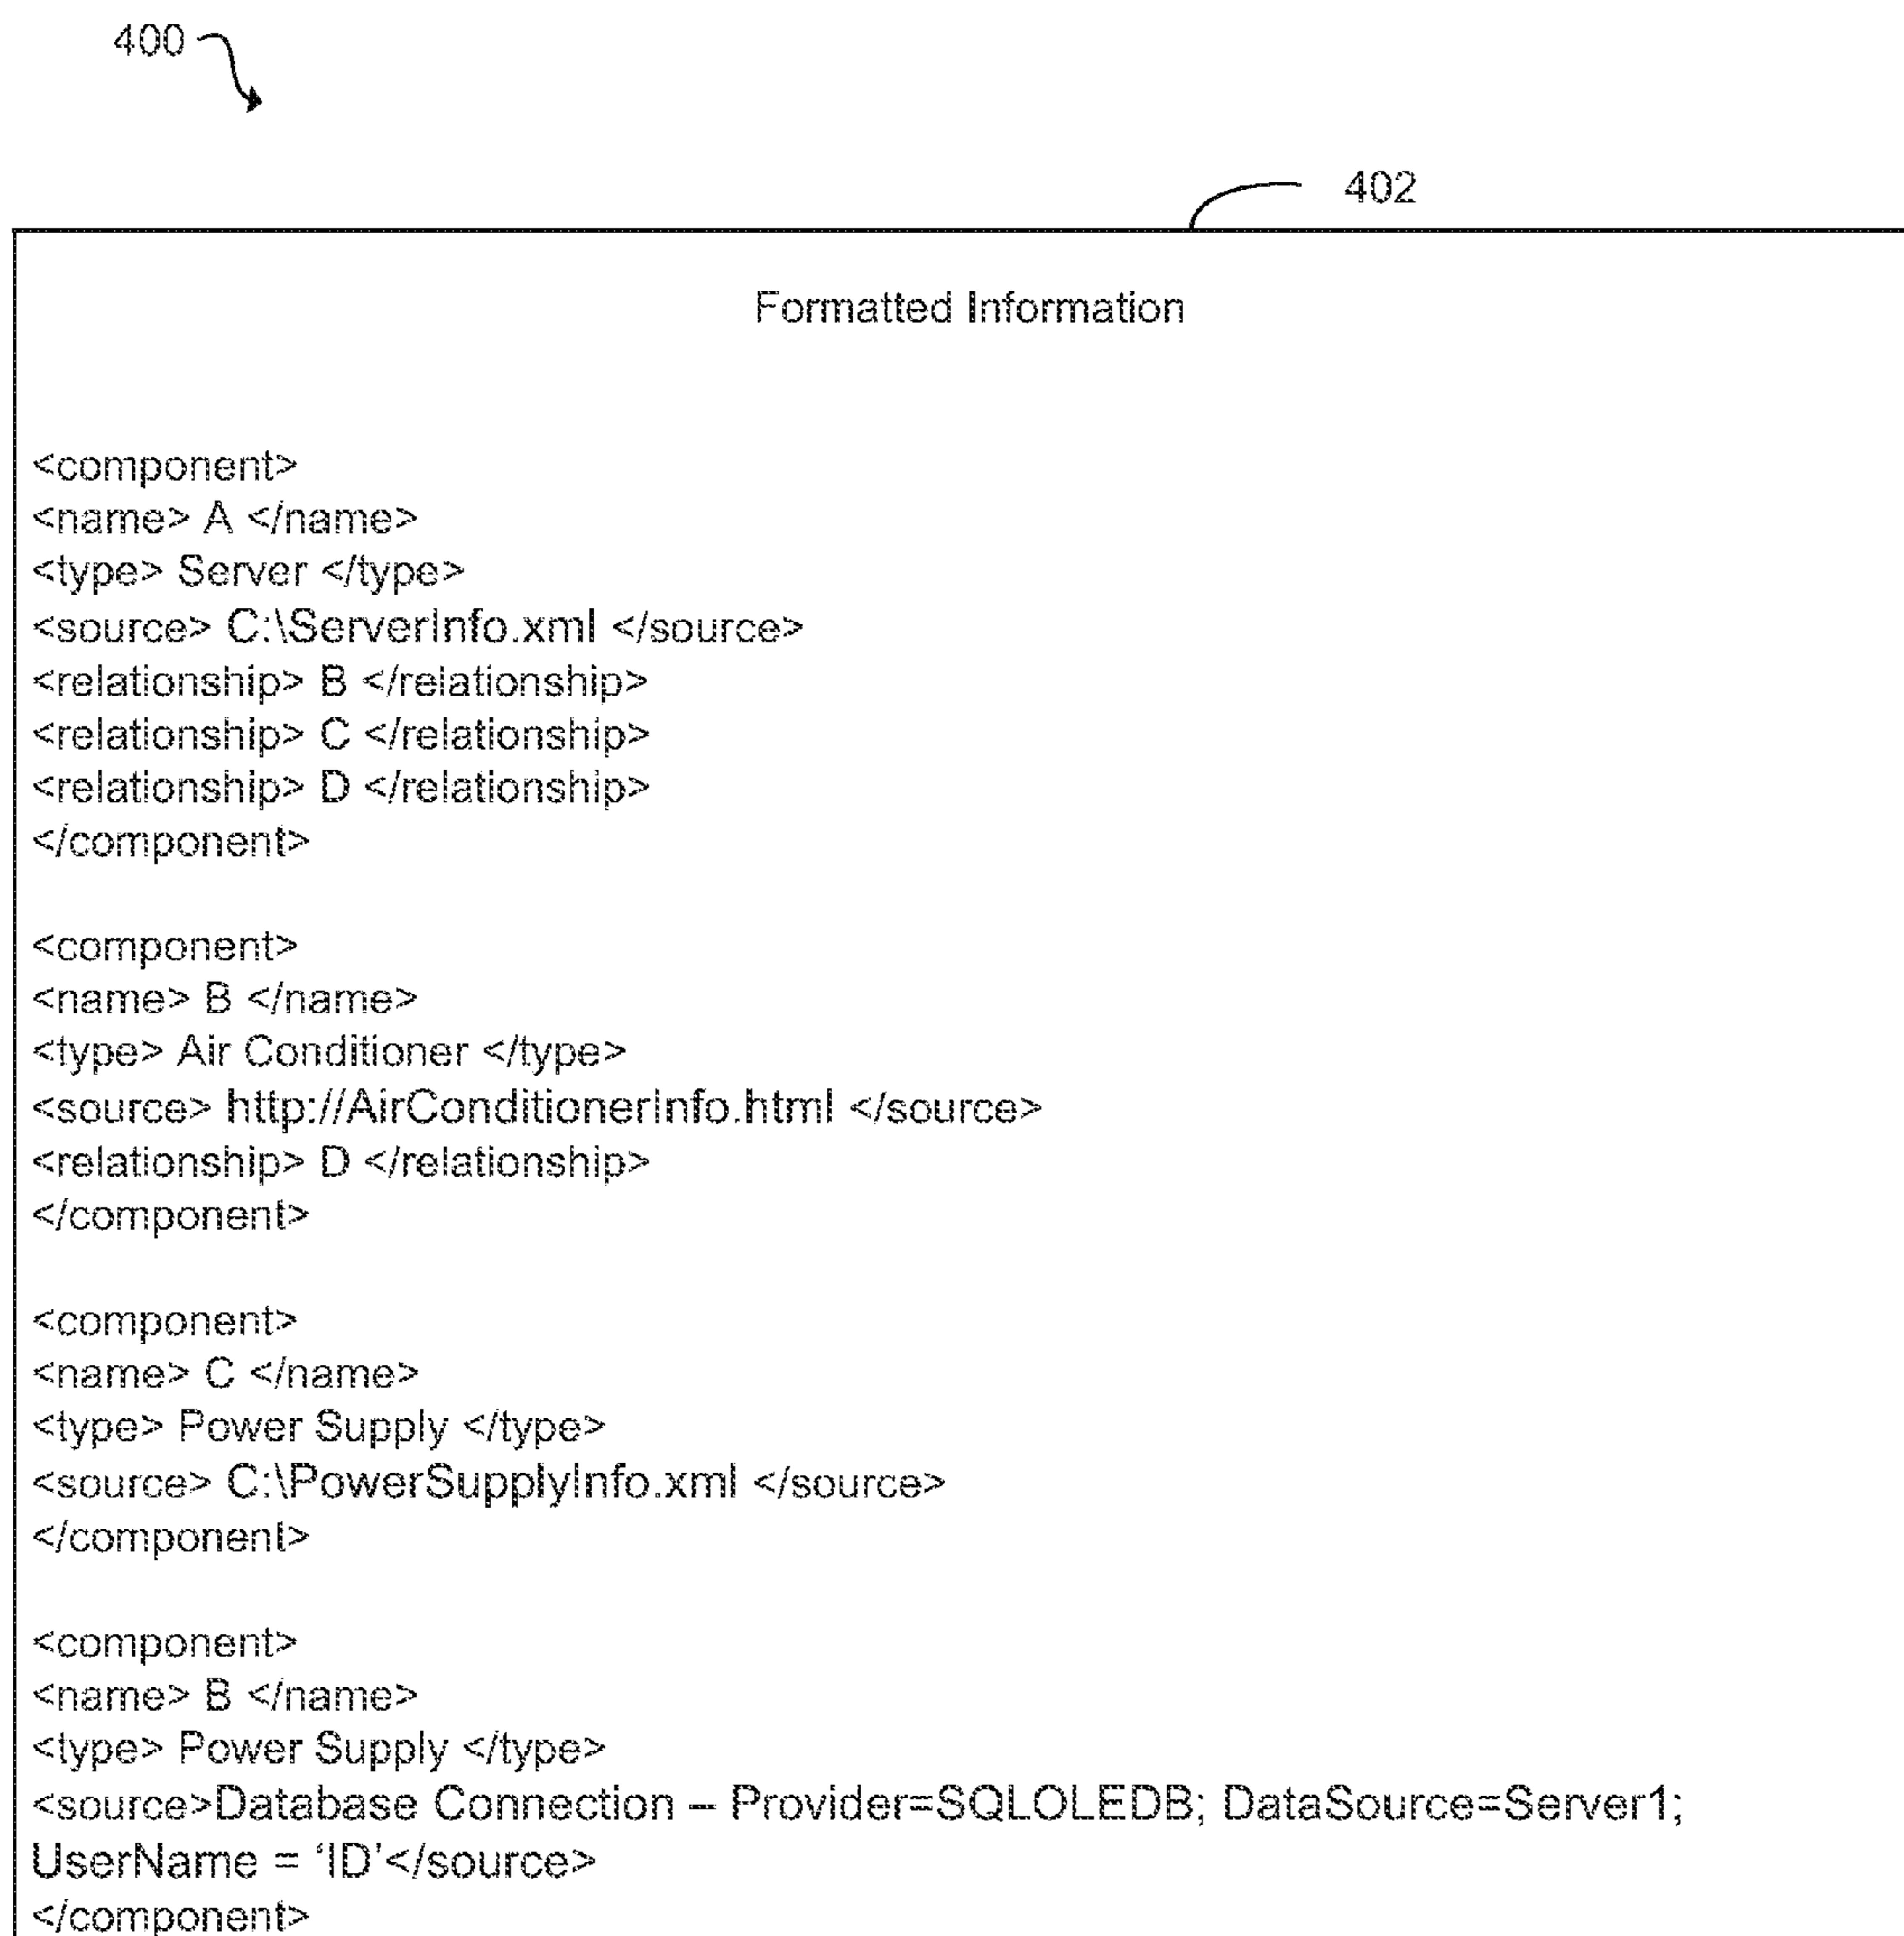 400
402
Formatted Information
<component>
<name> A </name>
<type> Server </type>
<source> C:\ServerInfo.xml </source>
<relationship> B </relationship>
<relationship> C </relationship>
<relationship> D </relationship>
</component>
<component>
<name> B </name>
<type> Air Conditioner </type>
<source> http://AirConditionerInfo.html </source>
<relationship> D </relationship>
</component>
<component>
<name> C </name>
<type> Power Supply </type>
<source> C:\PowerSupplyInfo.xml </source>
</component>
<component>
<name> B </name>
<type> Power Supply </type>
<source>Database Connection – Provider=SQLOLEDB; DataSource=Server1;
UserName = ‘ID’</source>
</component>